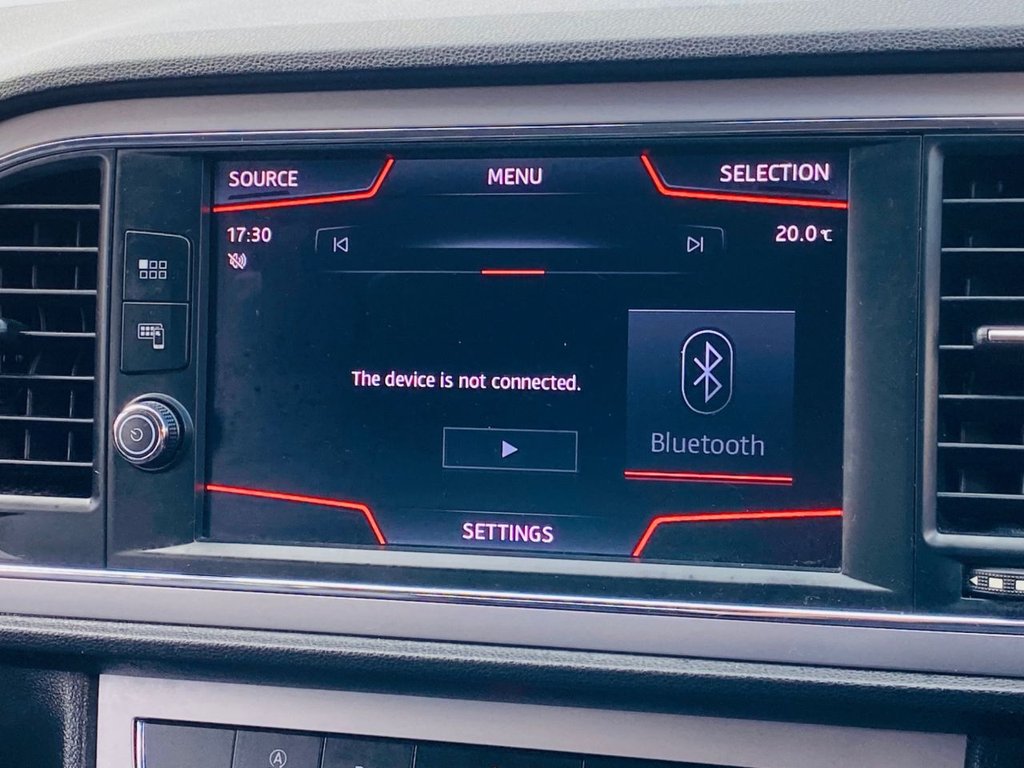 SOURCE
MENU
SELECTION
17:30
20.0°C
The device is not connected.
Bluetooth
SETTINGS
A